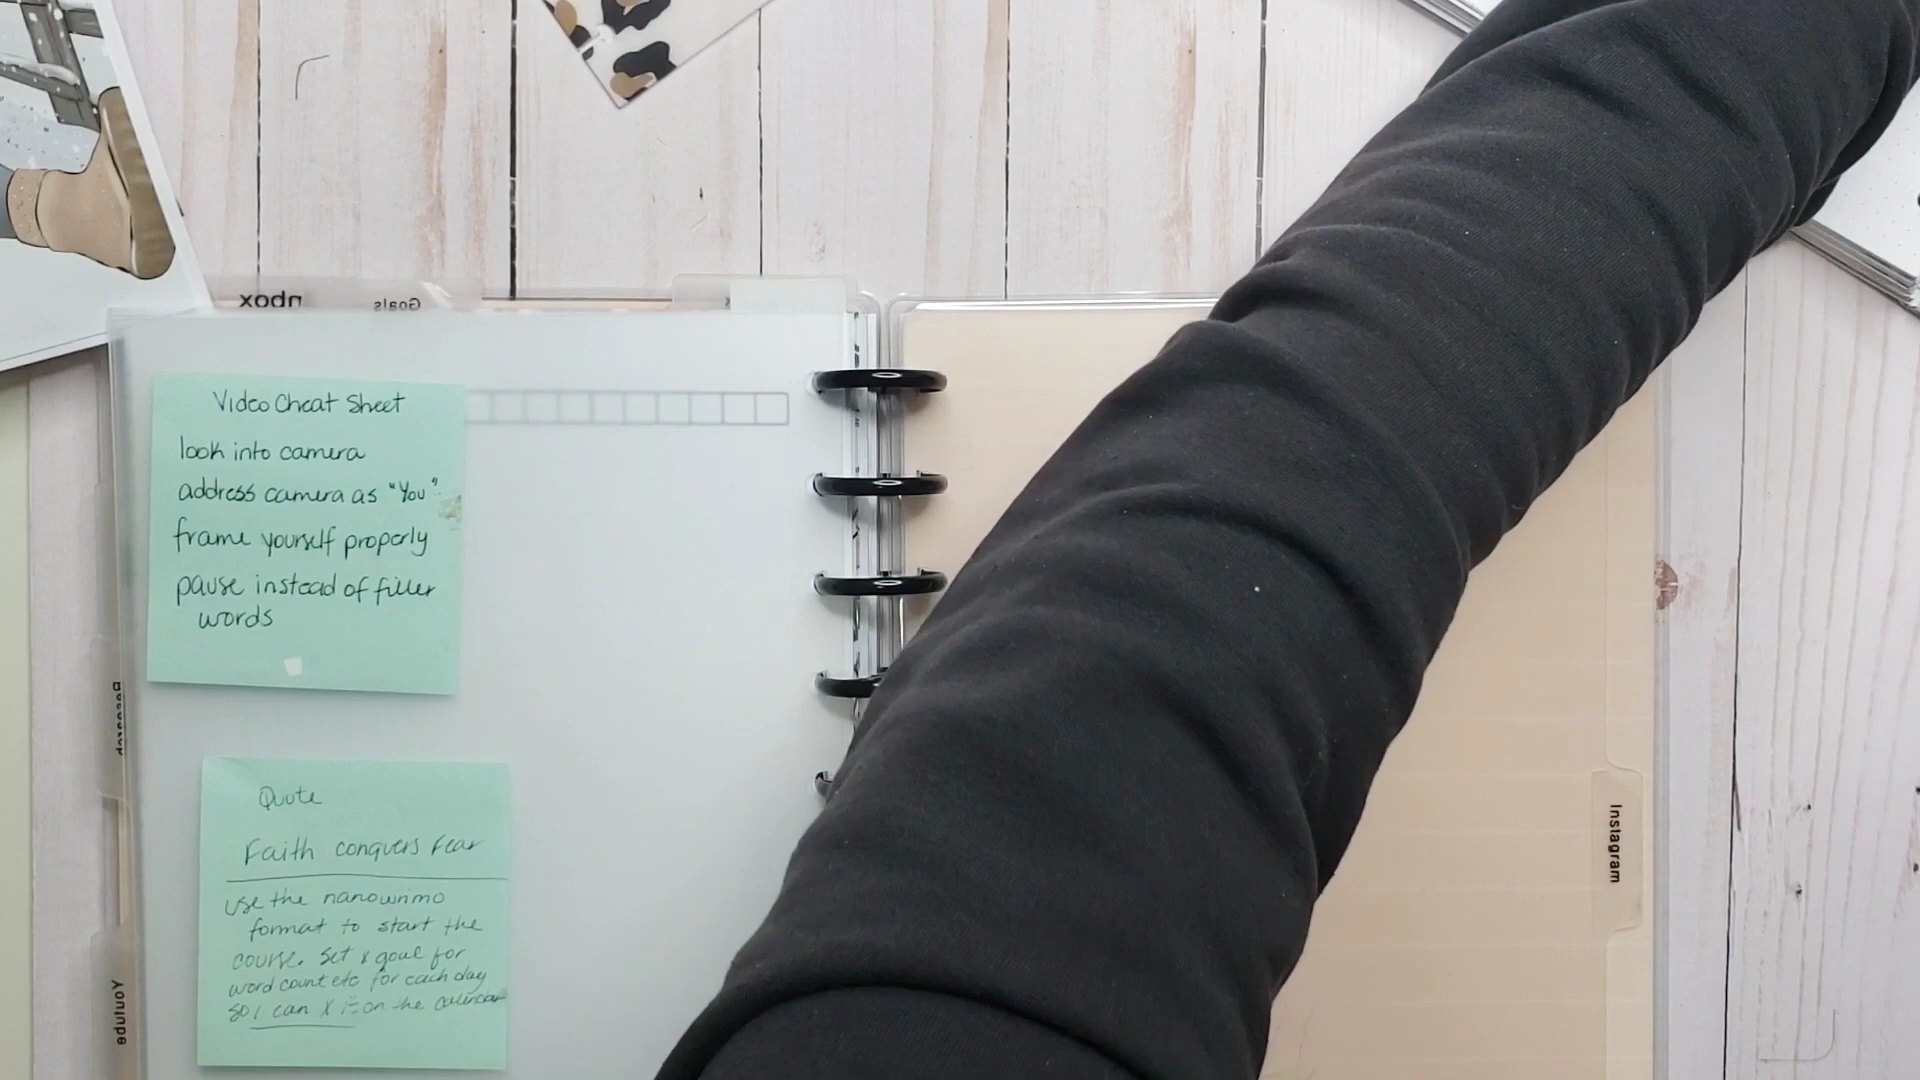 nbox
Goals
Video Cheat Sheet
look into camera
address camera as "You"
frame yourself properly
pause instead of filler
words
Quote
Faith conquers Fear
use the nanowrimo
format to start the
course. Set x goal for
word count etc for each day
so I can X it on the calendar
Youtube
Instagram